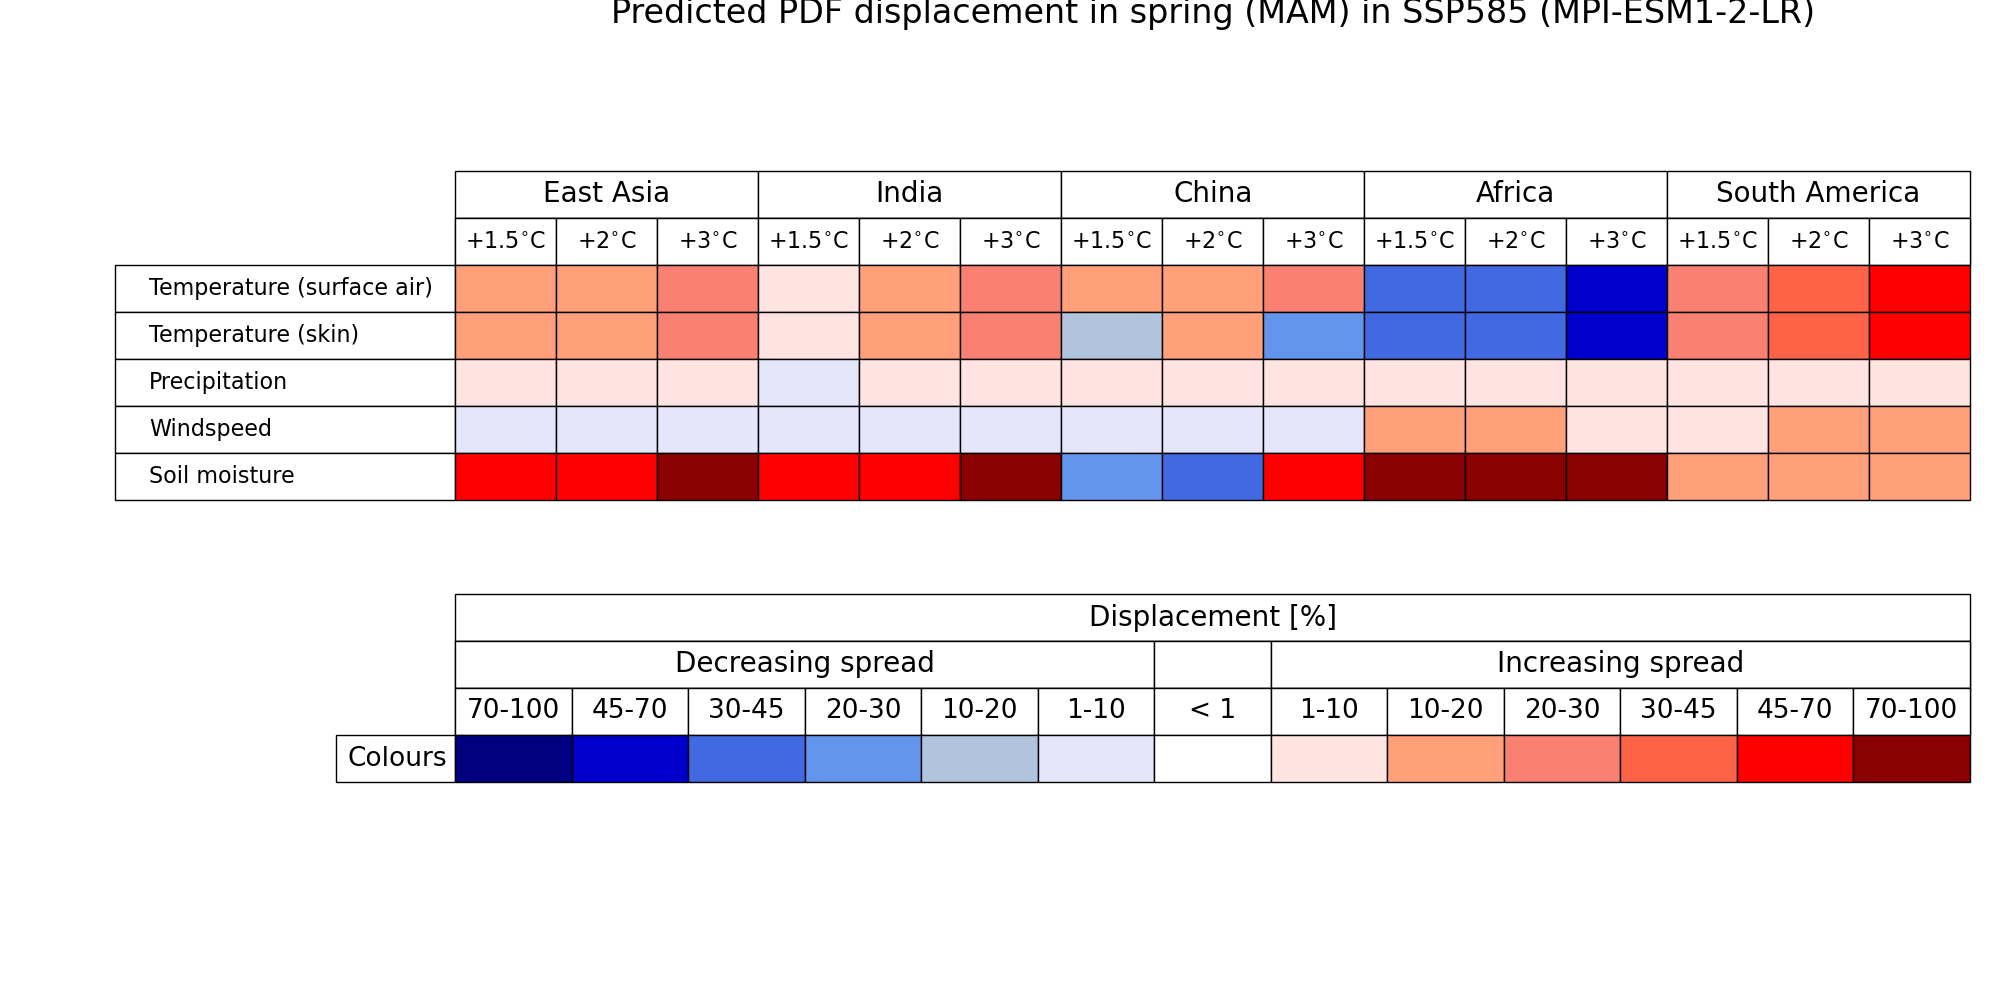 Predicted PDF displacement in spring (MAM) in SSP585 (MPI-ESM1-2-LR)
East Asia India China Africa South America
+1.5°C +2°C +3°C +1.5°C +2°C +3°C +1.5°C +2°C +3°C +1.5°C +2°C +3°C +1.5°C +2°C +3°C
Temperature (surface air)
Temperature (skin)
Precipitation
Windspeed
Soil moisture
Displacement [%]
Decreasing spread Increasing spread
70-100 45-70 30-45 20-30 10-20 1-10 < 1 1-10 10-20 20-30 30-45 45-70 70-100
Colours